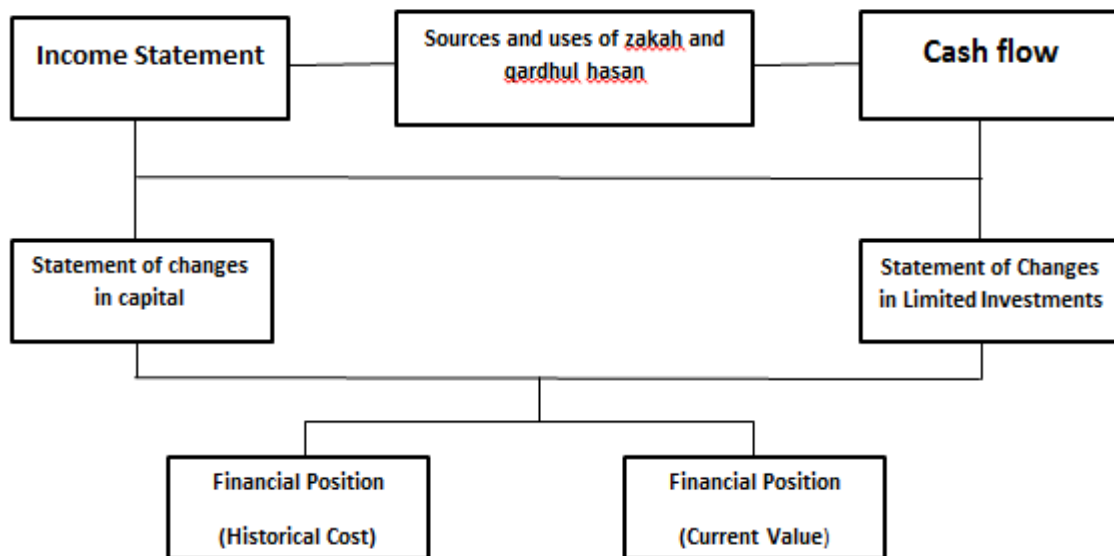 Income Statement
Sources and uses of zakah and
qardhul hasan
Cash flow
Statement of changes
in capital
Statement of Changes
in Limited Investments
Financial Position
(Historical Cost)
Financial Position
(Current Value)